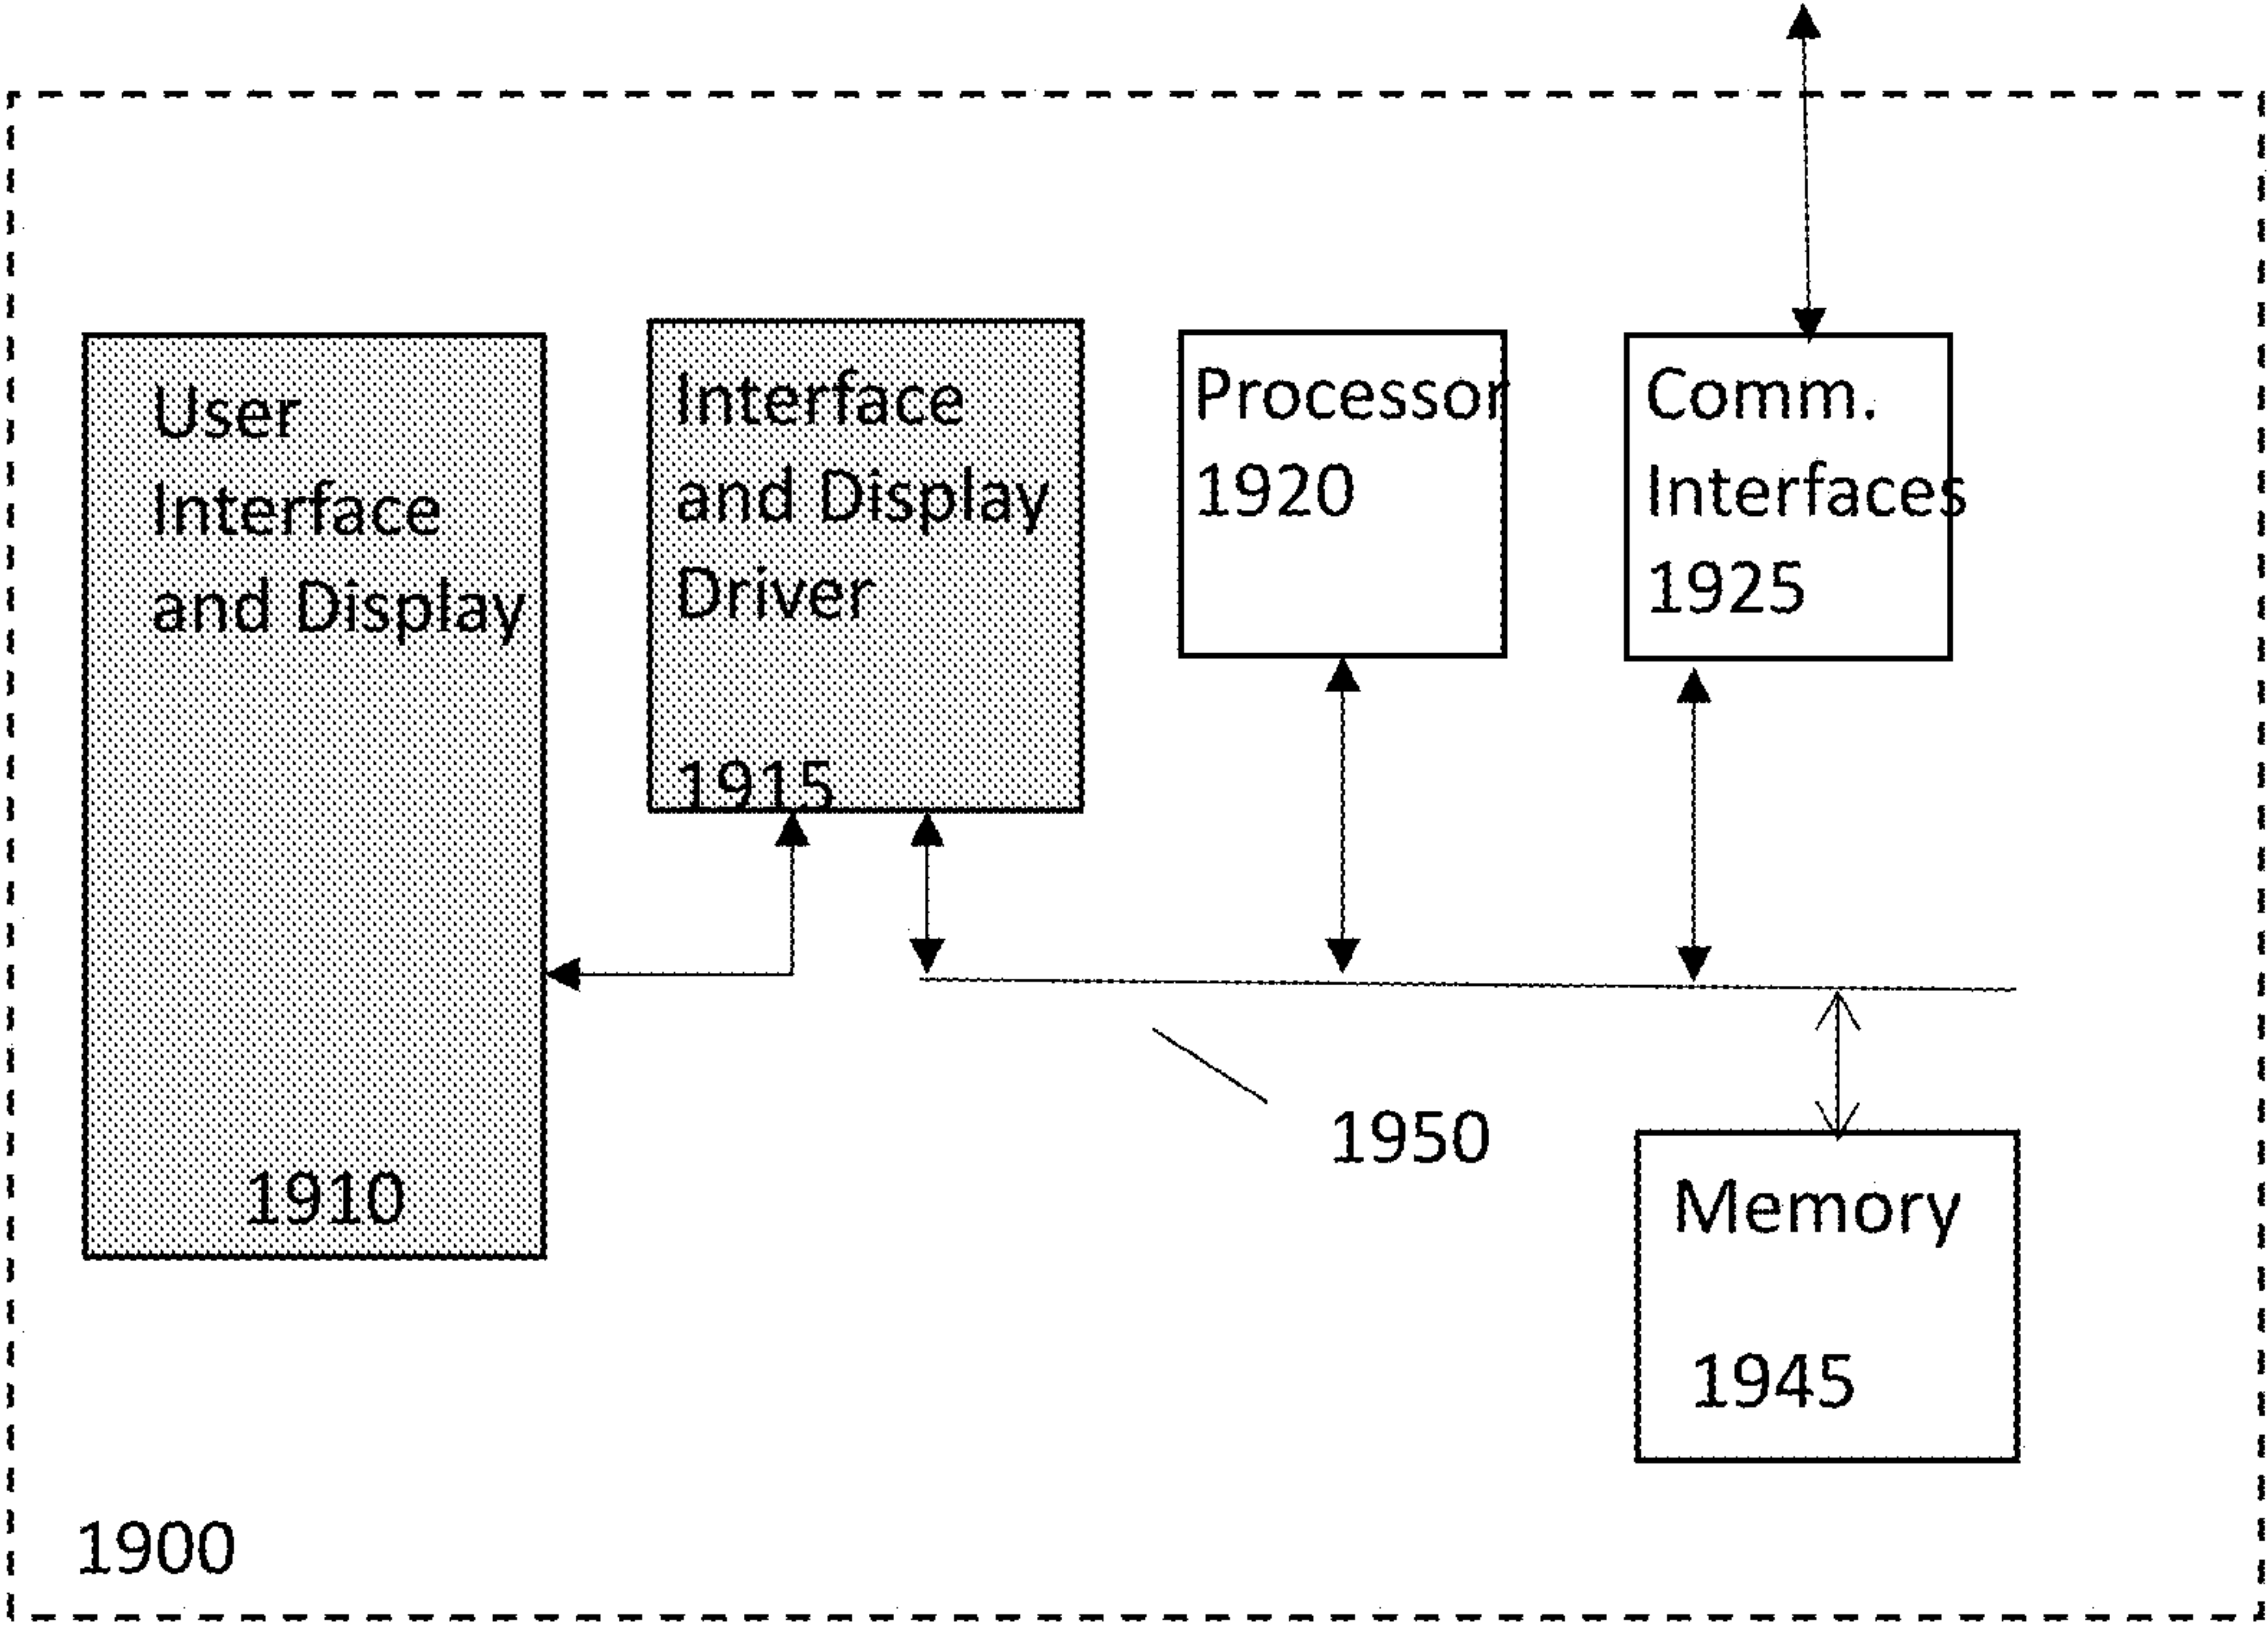 User
Interface
and Display
1910
Interface
and Display
Driver
1915
Processor
1920
Comm.
Interfaces
1925
1950
Memory
1945
1900